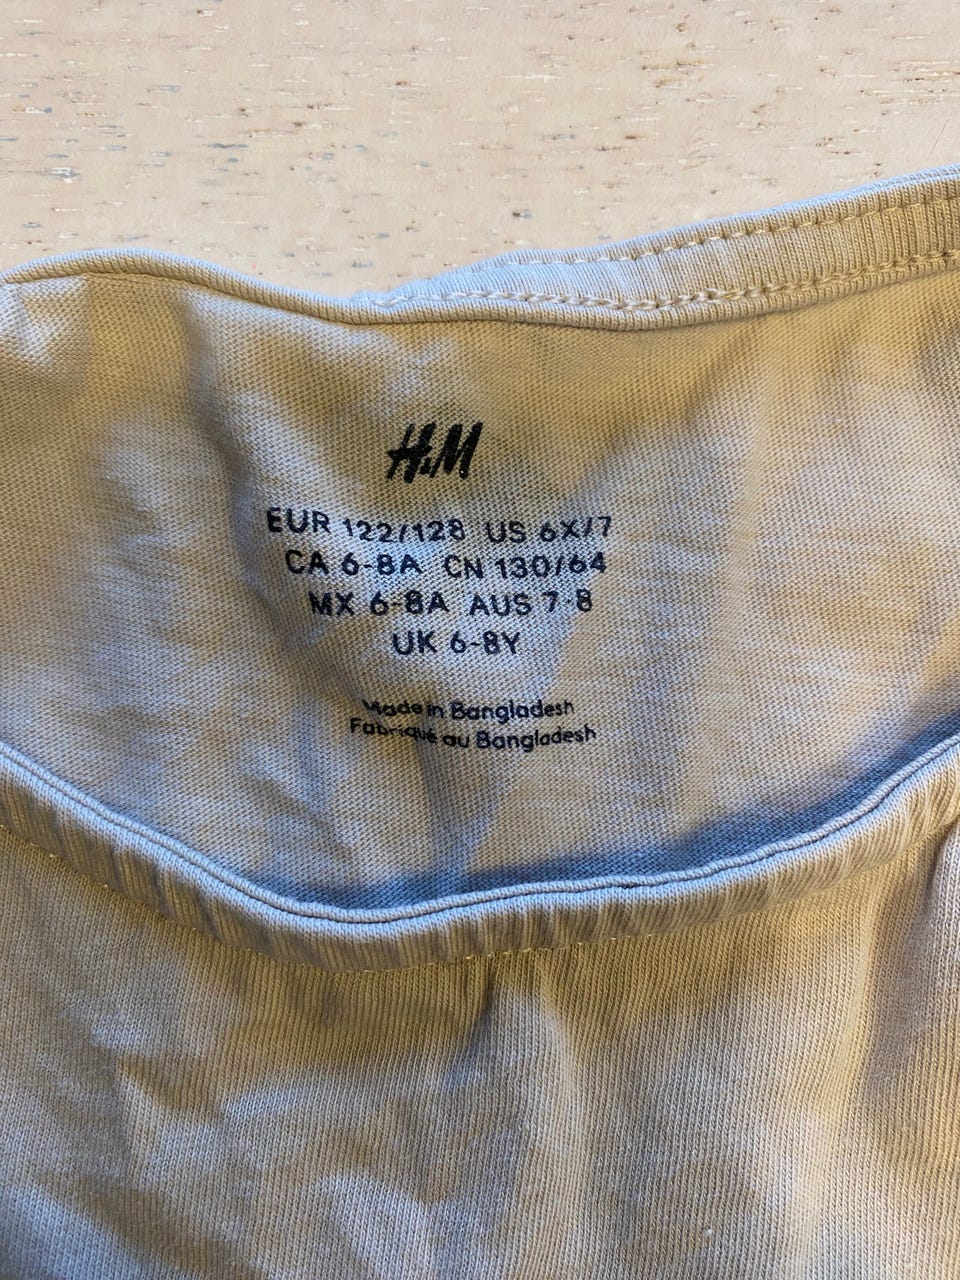 H&M
EUR 122/128 US 6X/7
CA 6-8A CN 130/64
MX 6-8A AUS 7-8
UK 6-8Y
Made in Bangladesh
Fabriqué au Bangladesh